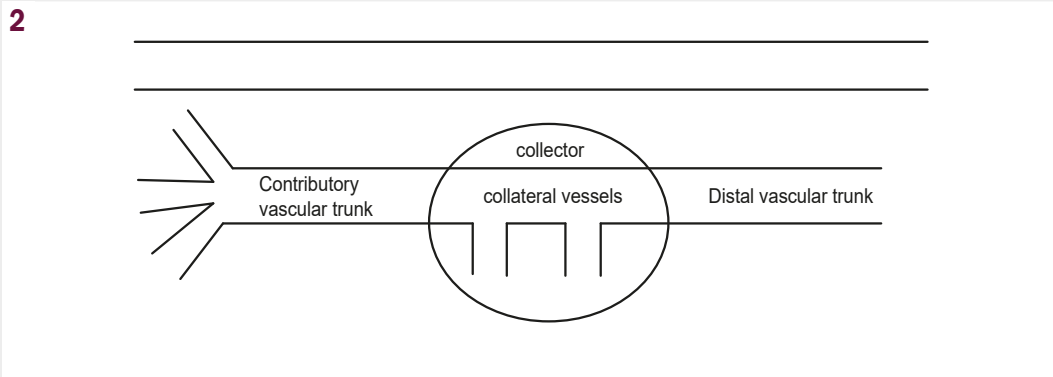 2
collector
Contributory
vascular trunk
collateral vessels
Distal vascular trunk